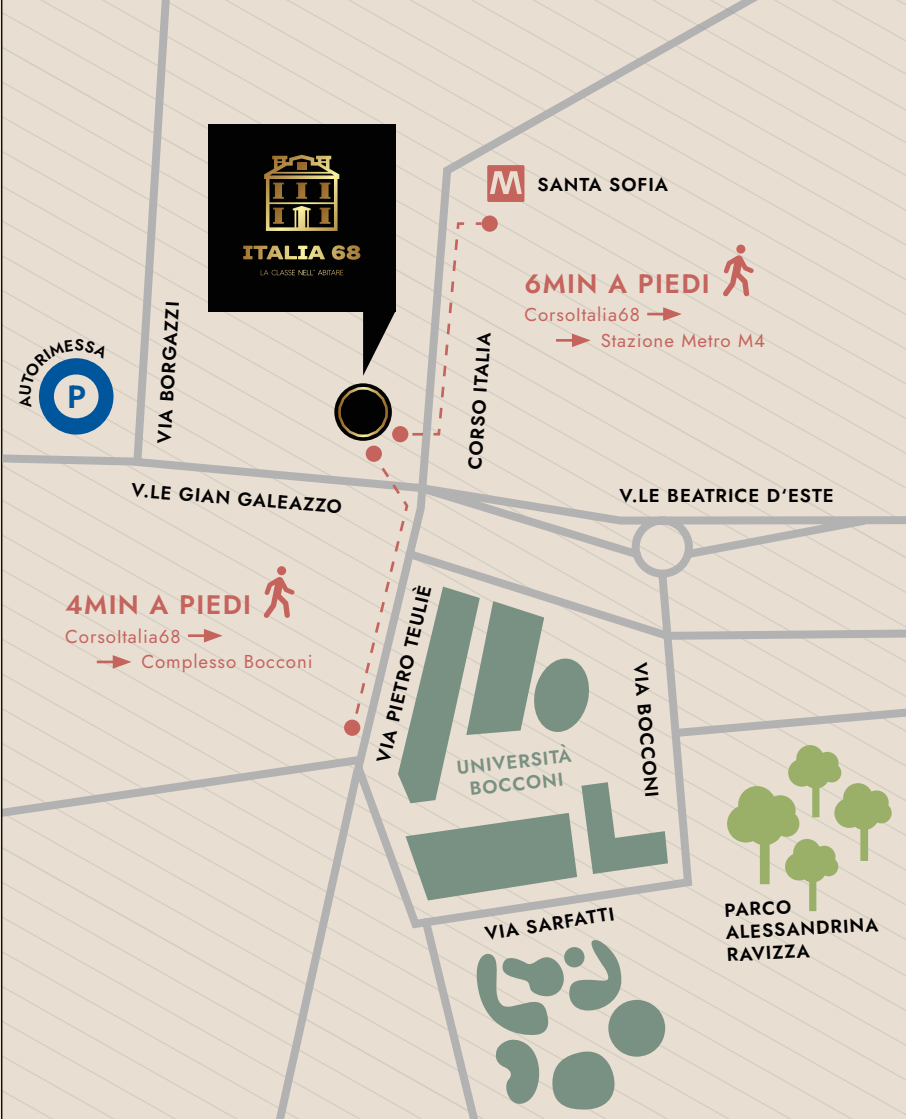 ITALIA 68
LA CLASSE NELL' ABITARE
M
SANTA SOFIA
6MIN A PIEDI
CorsoItalia68
Stazione Metro M4
VIA BORGAZZI
CORSO ITALIA
AUTORIMESSA
P
V.LE GIAN GALEAZZO
V.LE BEATRICE D'ESTE
4MIN A PIEDI
CorsoItalia68
Complesso Bocconi
VIA PIETRO TEULIÈ
VIA BOCCONI
UNIVERSITÀ
BOCCONI
PARCO
ALESSANDRINA
RAVIZZA
VIA SARFATTI